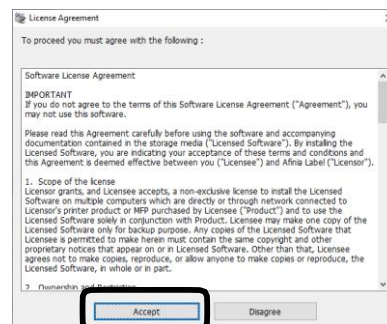 License Agreement
To proceed you must agree with the following :
Software License Agreement
IMPORTANT
If you do not agree to the terms of this Software License Agreement ("Agreement"), you
may not use this software.
Please read this Agreement carefully before using the software and accompanying
documentation contained in the storage media ("Licensed Software"). By installing the
Licensed Software, you are indicating your acceptance of these terms and conditions and
this Agreement is deemed effective between you ("Licensee") and Afinia Label ("Licensor").
1. Scope of the license
Licensor grants, and Licensee accepts, a non-exclusive license to install the Licensed
Software on multiple computers which are directly or through network connected to
Licensor's printer product or MFP purchased by Licensee ("Product") and to use the
Licensed Software solely in conjunction with Product. Licensee may make one copy of the
Licensed Software only for backup purpose. Any copies of the Licensed Software that
Licensee is permitted to make herein must contain the same copyright and other
proprietary notices that appear on or in Licensed Software. Other than that, Licensee
agrees not to make copies, reproduce, or allow anyone to make copies or reproduce, the
Licensed Software, in whole or in part.
2. Ownership and Restriction
Accept
Disagree